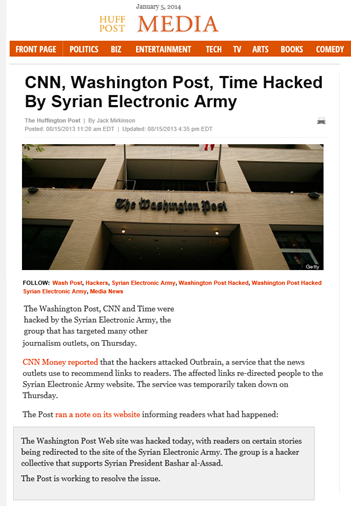 January 5, 2014
HUFF
POST MEDIA
FRONT PAGE POLITICS BIZ ENTERTAINMENT TECH TV ARTS BOOKS COMEDY
CNN, Washington Post, Time Hacked
By Syrian Electronic Army
The Huffington Post | By Jack Mirkinson
Posted: 08/15/2013 11:28 am EDT | Updated: 08/15/2013 4:35 pm EDT
The Washington Post
Getty
FOLLOW: Wash Post, Hackers, Syrian Electronic Army, Washington Post Hacked, Washington Post Hacked
Syrian Electronic Army, Media News
The Washington Post, CNN and Time were
hacked by the Syrian Electronic Army, the
group that has targeted many other
journalism outlets, on Thursday.
CNN Money reported that the hackers attacked Outbrain, a service that the news
outlets use to recommend links to readers. The affected links re-directed people to the
Syrian Electronic Army website. The service was temporarily taken down on
Thursday.
The Post ran a note on its website informing readers what had happened:
The Washington Post Web site was hacked today, with readers on certain stories
being redirected to the site of the Syrian Electronic Army. The group is a hacker
collective that supports Syrian President Bashar al-Assad.
The Post is working to resolve the issue.